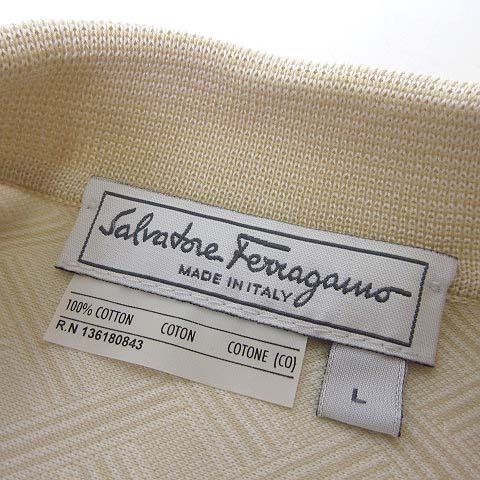 Salvatore Ferragamo
MADE IN ITALY
100% COTTON COTON COTONE (CO)
R.N 136180843
L